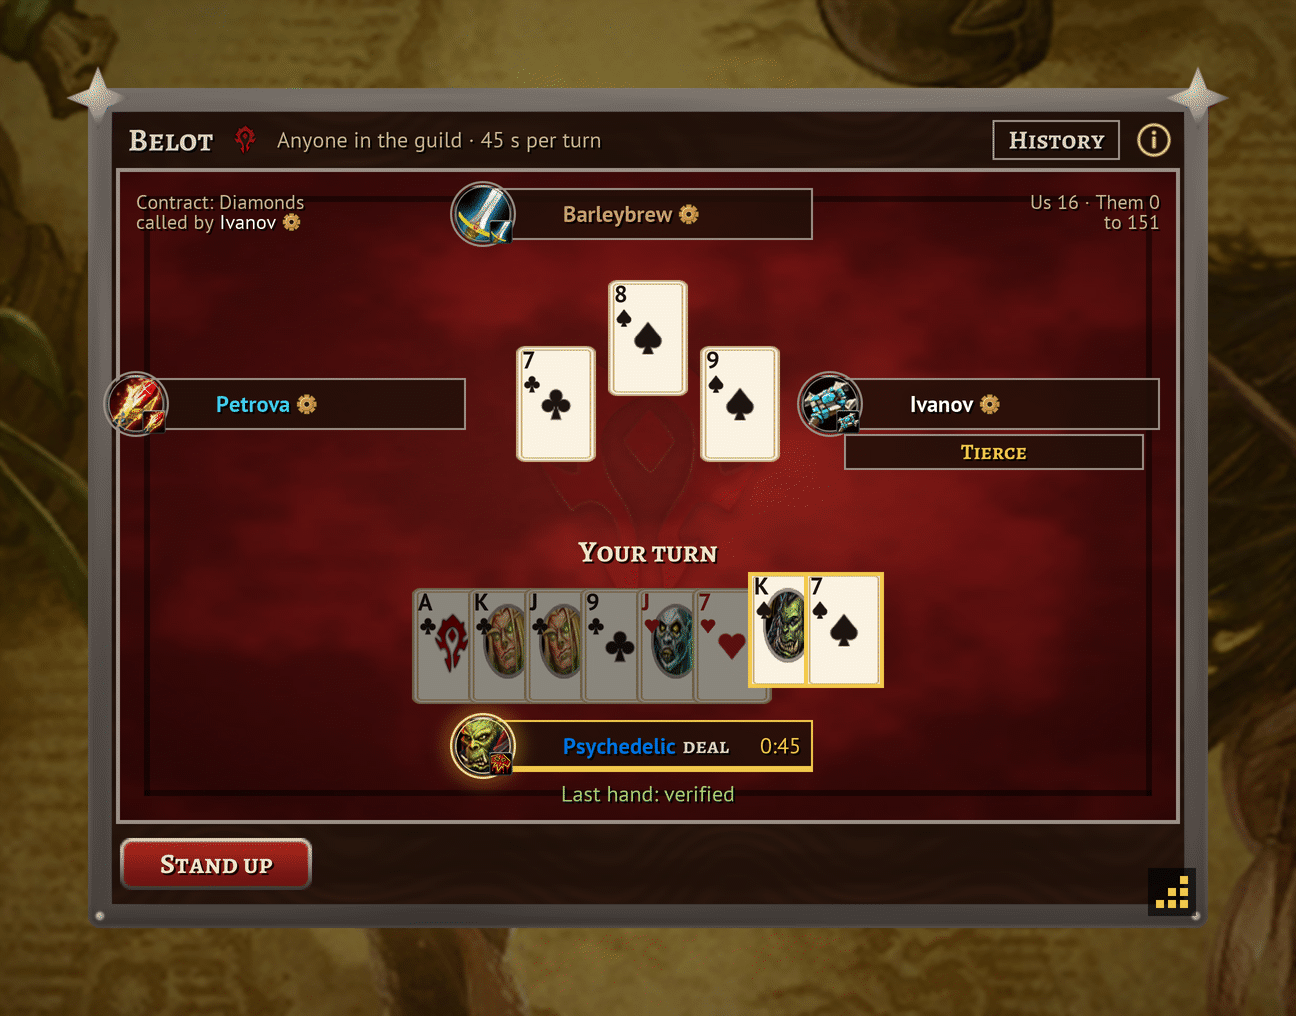 Belot Anyone in the guild · 45 s per turn History
Contract: Diamonds
called by Ivanov
Barleybrew
Us 16 · Them 0
to 151
8
7
9
Petrova
Ivanov
Tierce
Your turn
A K J 9 J 7 K 7
Psychedelic deal 0:45
Last hand: verified
Stand up